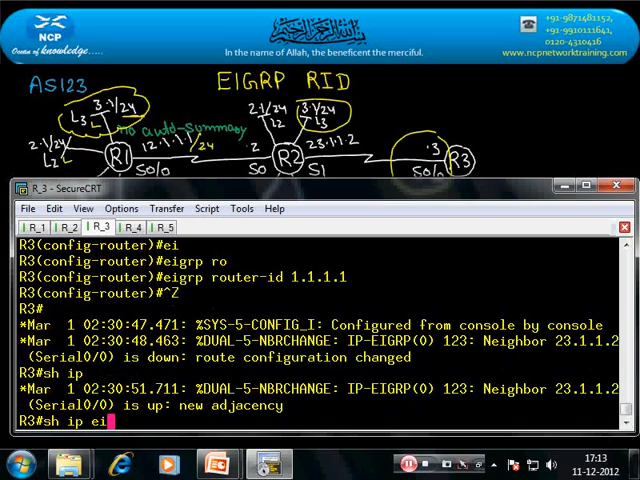 NCP
Ocean of knowledge..
بسم الله الرحمن الرحيم
In the name of Allah, the beneficent the merciful.
+91-9871481152,
+91-9910111641,
0120-4310416
www.ncpnetworktraining.com
AS123
EIGRP RID
L3 3.1/24
2.1/24
L2
no auto-summary
R1
12.1.1.1/24
S0/0
2.1/24
L2
3.1/24
L3
.2
S0
R2
23.1.1.2
S1
.3
S0/0
R3
R_3 - SecureCRT
File Edit View Options Transfer Script Tools Help
R_1 R_2 R_3 R_4 R_5
R3(config-router)#ei
R3(config-router)#eigrp ro
R3(config-router)#eigrp router-id 1.1.1.1
R3(config-router)#^Z
R3#
*Mar 1 02:30:47.471: %SYS-5-CONFIG_I: Configured from console by console
*Mar 1 02:30:48.463: %DUAL-5-NBRCHANGE: IP-EIGRP(0) 123: Neighbor 23.1.1.2
(Serial0/0) is down: route configuration changed
R3#sh ip
*Mar 1 02:30:51.711: %DUAL-5-NBRCHANGE: IP-EIGRP(0) 123: Neighbor 23.1.1.2
(Serial0/0) is up: new adjacency
R3#sh ip ei
17:13
11-12-2012